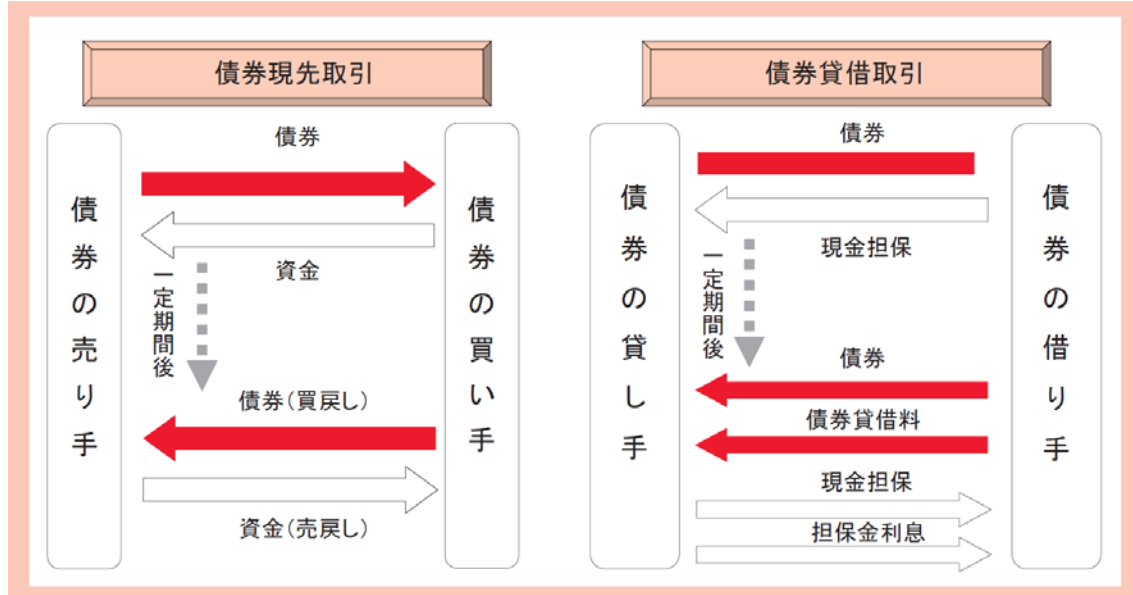 債券現先取引
債券の売り手
債券
資金
一定期間後
債券(買戻し)
資金(売戻し)
債券の買い手
債券貸借取引
債券の貸し手
債券
現金担保
一定期間後
債券
債券貸借料
現金担保
担保金利息
債券の借り手